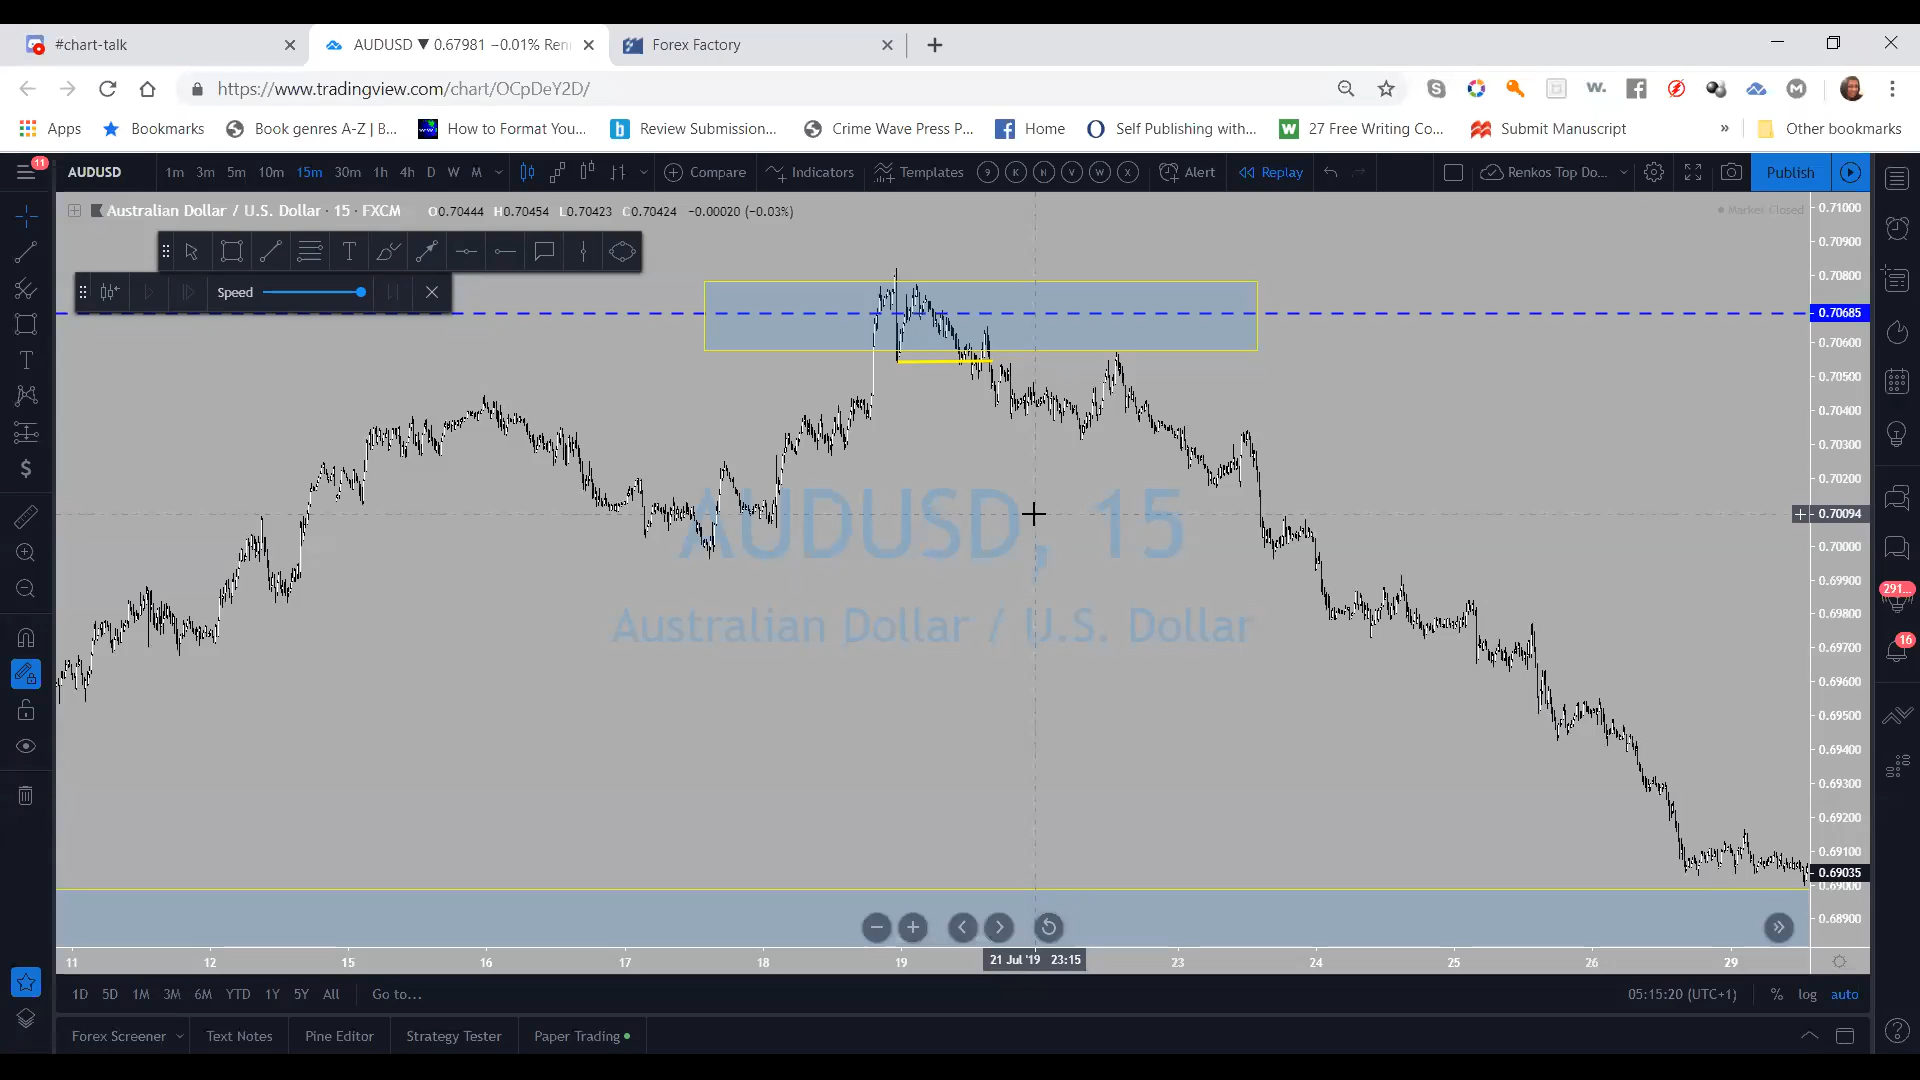 #chart-talk
AUDUSD ▼ 0.67981 −0.01% Ren
Forex Factory
https://www.tradingview.com/chart/OCpDeY2D/
Apps
Bookmarks
Book genres A-Z | B...
How to Format You...
Review Submission...
Crime Wave Press P...
Home
Self Publishing with...
27 Free Writing Co...
Submit Manuscript
»
Other bookmarks
11
AUDUSD
1m 3m 5m 10m 15m 30m 1h 4h D W M
Compare
Indicators
Templates
9 K N V W X
Alert
Replay
Renkos Top Do...
Publish
Australian Dollar / U.S. Dollar · 15 · FXCM
O0.70444 H0.70454 L0.70423 C0.70424 −0.00020 (−0.03%)
Market Closed
Speed
AUDUSD, 15
Australian Dollar / U.S. Dollar
0.71000
0.70900
0.70800
0.70685
0.70600
0.70500
0.70400
0.70300
0.70200
0.70094
0.70000
0.69900
0.69800
0.69700
0.69600
0.69500
0.69400
0.69300
0.69200
0.69100
0.69035
0.69000
0.68900
291...
16
11 12 15 16 17 18 19 21 Jul '19 23:15 23 24 25 26 29
1D 5D 1M 3M 6M YTD 1Y 5Y All Go to...
05:15:20 (UTC+1) % log auto
Forex Screener Text Notes Pine Editor Strategy Tester Paper Trading